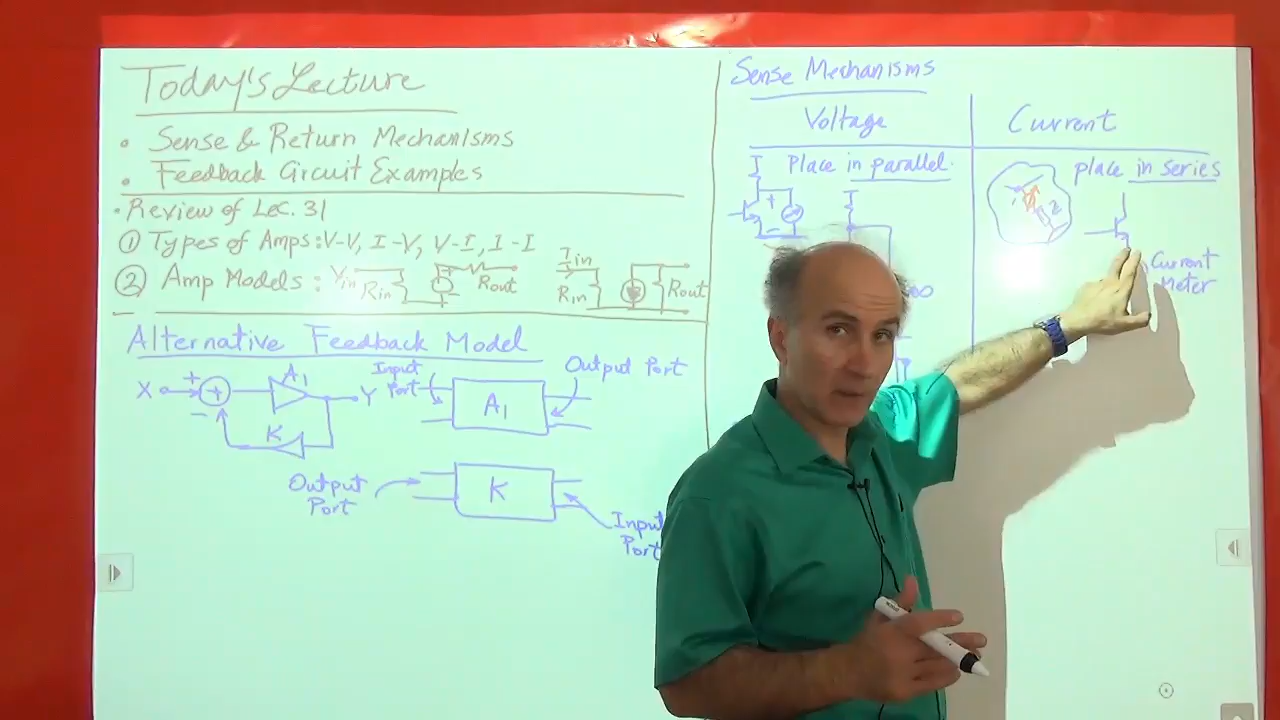 Today's Lecture
• Sense & Return Mechanisms
• Feedback Circuit Examples
• Review of Lec. 31
① Types of Amps: V-V, I-V, V-I, I-I
② Amp Models:
Vin
Rin
Rout
Iin
Rin
Rout
Alternative Feedback Model
X
+
+
-
A1
Y
K
Input
Port
A1
Output Port
Output
Port
K
Input
Port
Sense Mechanisms
Voltage
Current
Place in parallel.
+
-
Place in series
Current
Meter